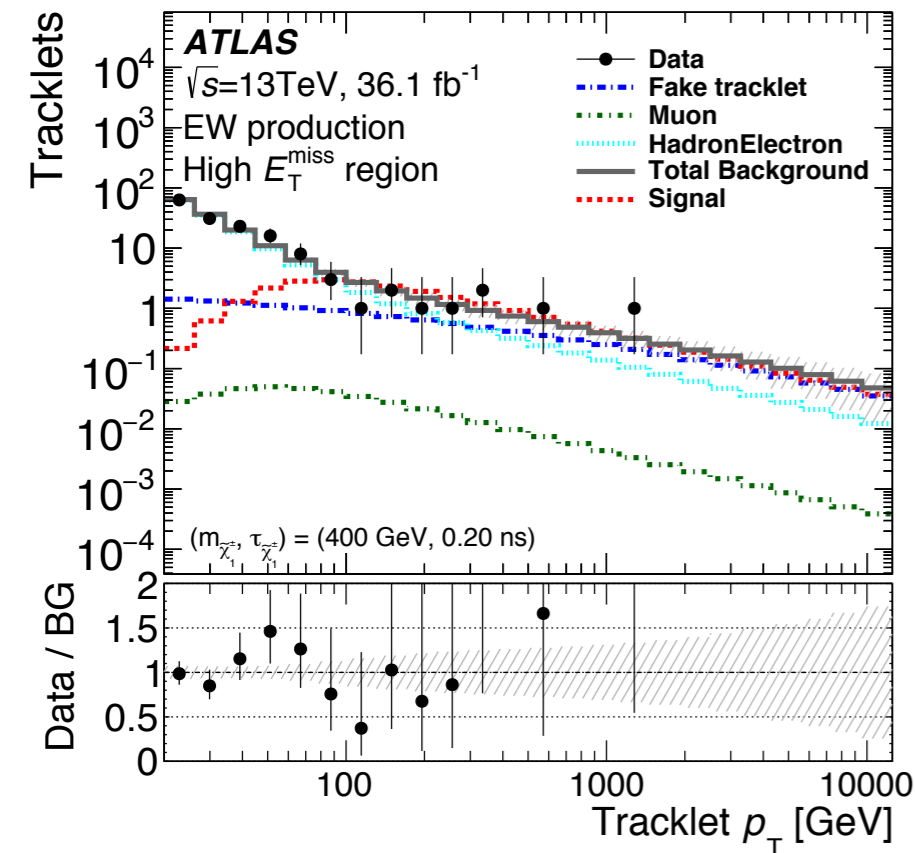 Tracklets
10⁴
10³
10²
10
1
10⁻¹
10⁻²
10⁻³
10⁻⁴
ATLAS
√s=13TeV, 36.1 fb⁻¹
EW production
High E_T^miss region
Data
Fake tracklet
Muon
HadronElectron
Total Background
Signal
(m_χ̃₁±, τ_χ̃₁±) = (400 GeV, 0.20 ns)
Data / BG
2
1.5
1
0.5
0
100
1000
10000
Tracklet p_T [GeV]